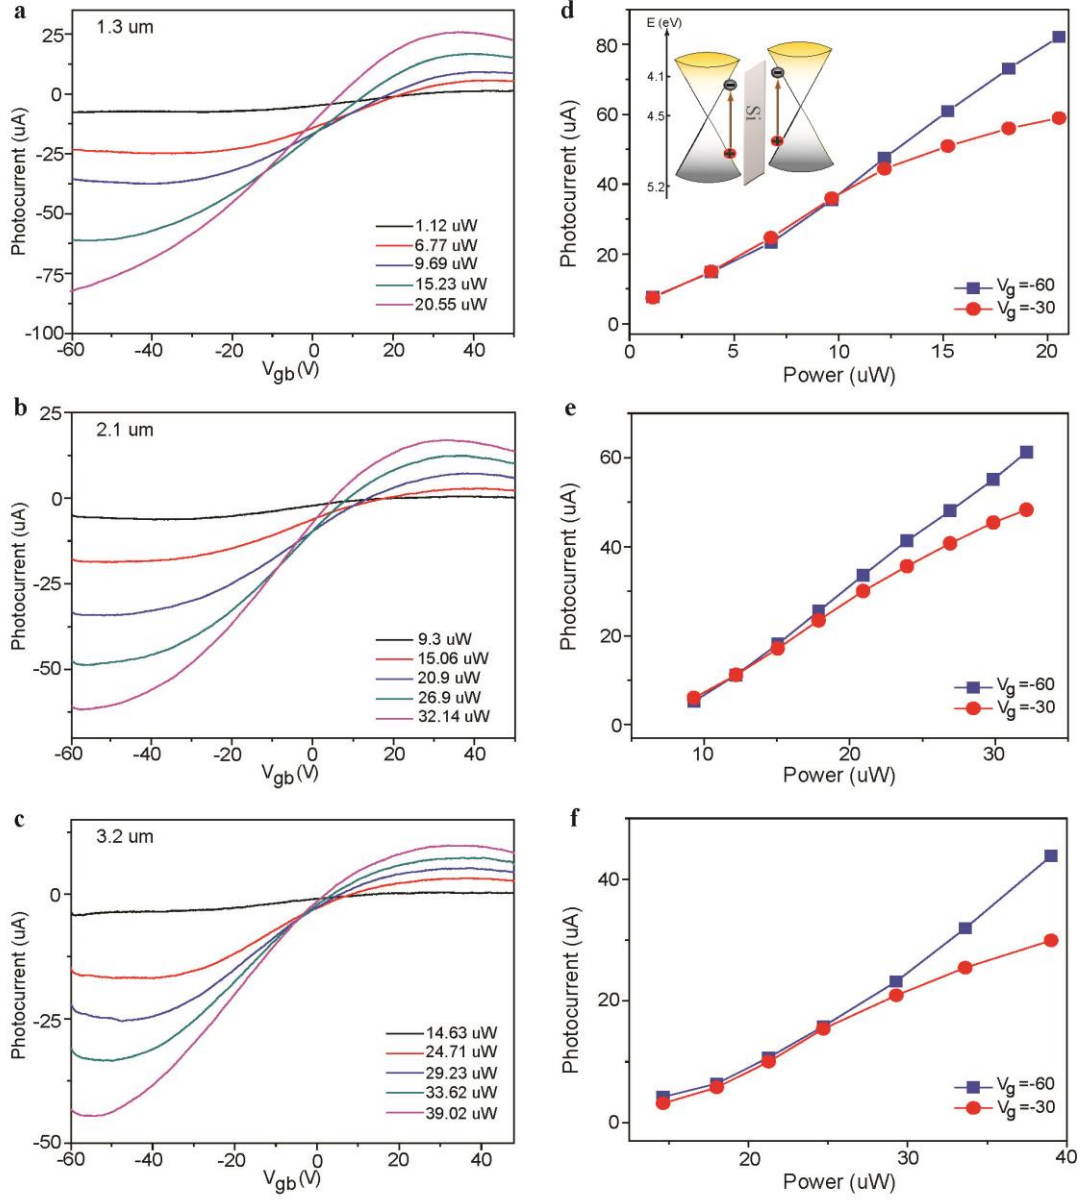 a
1.3 um
25
0
-25
-50
-75
-100
Photocurrent (uA)
1.12 uW
6.77 uW
9.69 uW
15.23 uW
20.55 uW
-60 -40 -20 0 20 40
Vgb(V)
d
E (eV)
4.1
4.5
5.2
Si
80
60
40
20
0
Photocurrent (uA)
Vg=-60
Vg=-30
0 5 10 15 20
Power (uW)
b
2.1 um
25
0
-25
-50
Photocurrent (uA)
9.3 uW
15.06 uW
20.9 uW
26.9 uW
32.14 uW
-60 -40 -20 0 20 40
Vgb(V)
e
60
40
20
0
Photocurrent (uA)
Vg=-60
Vg=-30
10 20 30
Power (uW)
c
3.2 um
0
-25
-50
Photocurrent (uA)
14.63 uW
24.71 uW
29.23 uW
33.62 uW
39.02 uW
-60 -40 -20 0 20 40
Vgb(V)
f
40
20
0
Photocurrent (uA)
Vg=-60
Vg=-30
20 30 40
Power (uW)